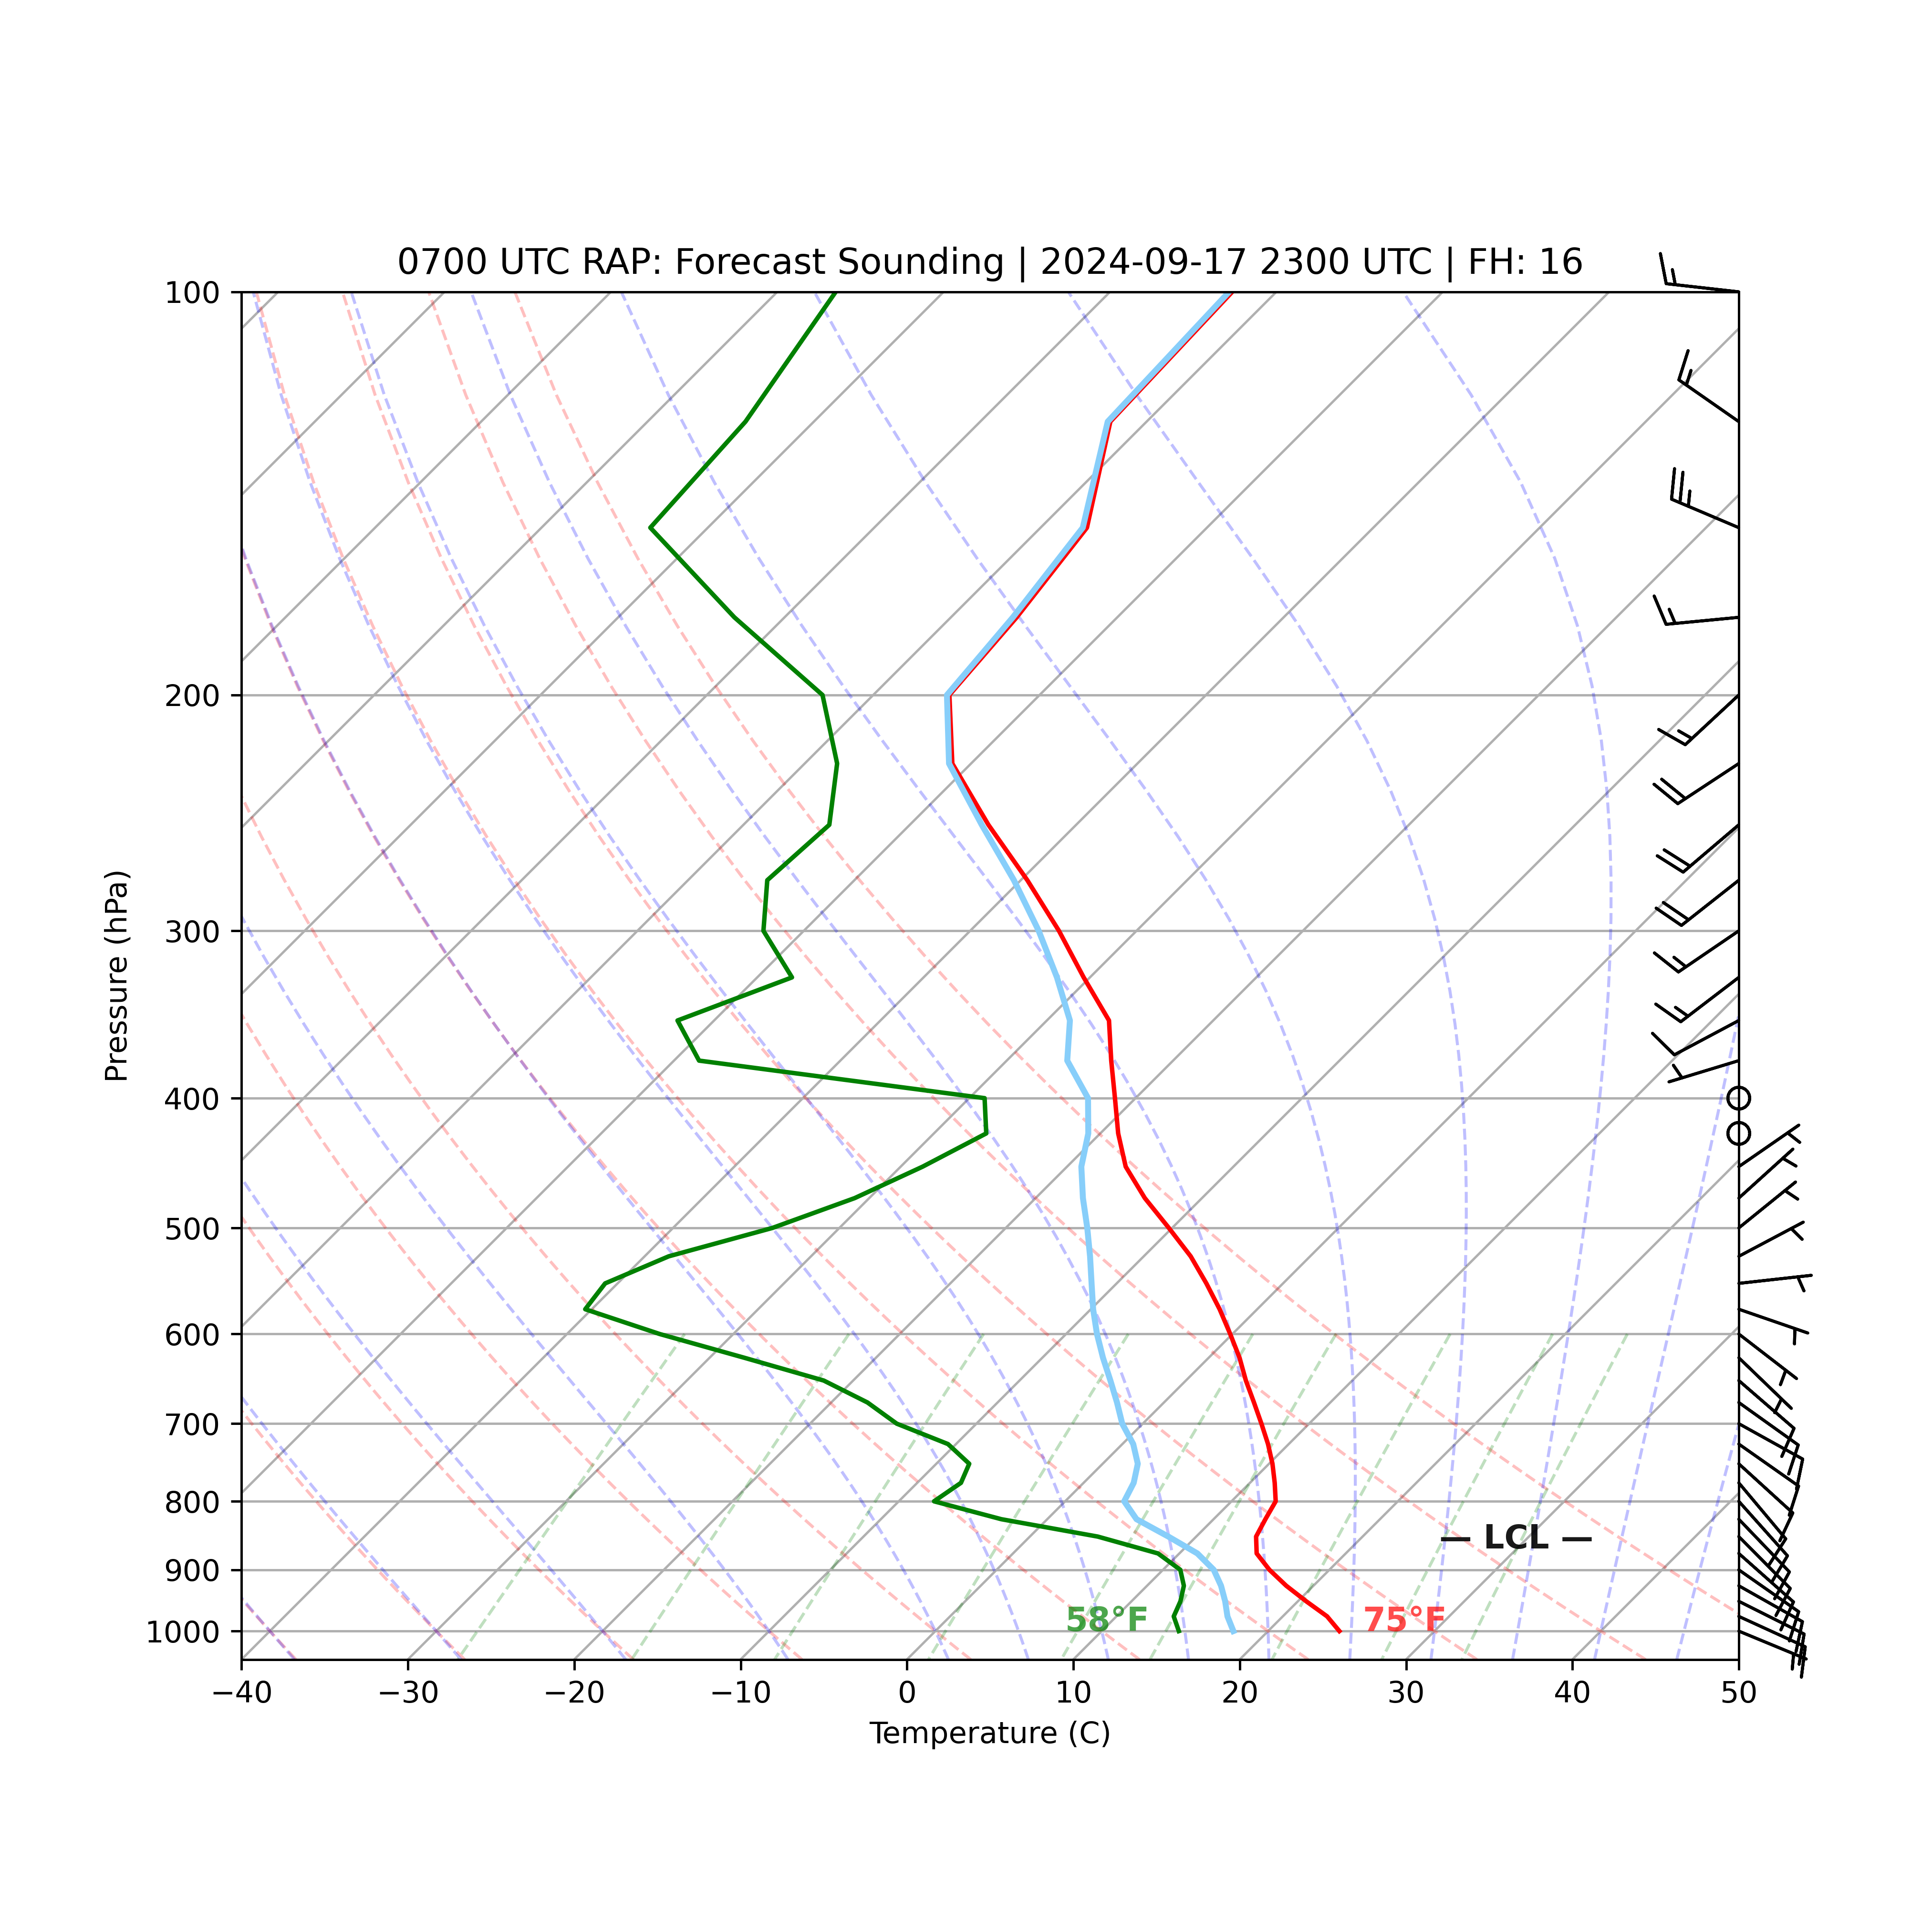 0700 UTC RAP: Forecast Sounding | 2024-09-17 2300 UTC | FH: 16
100
200
300
400
500
600
700
800
900
1000
Pressure (hPa)
— LCL —
58°F
75°F
−40 −30 −20 −10 0 10 20 30 40 50
Temperature (C)